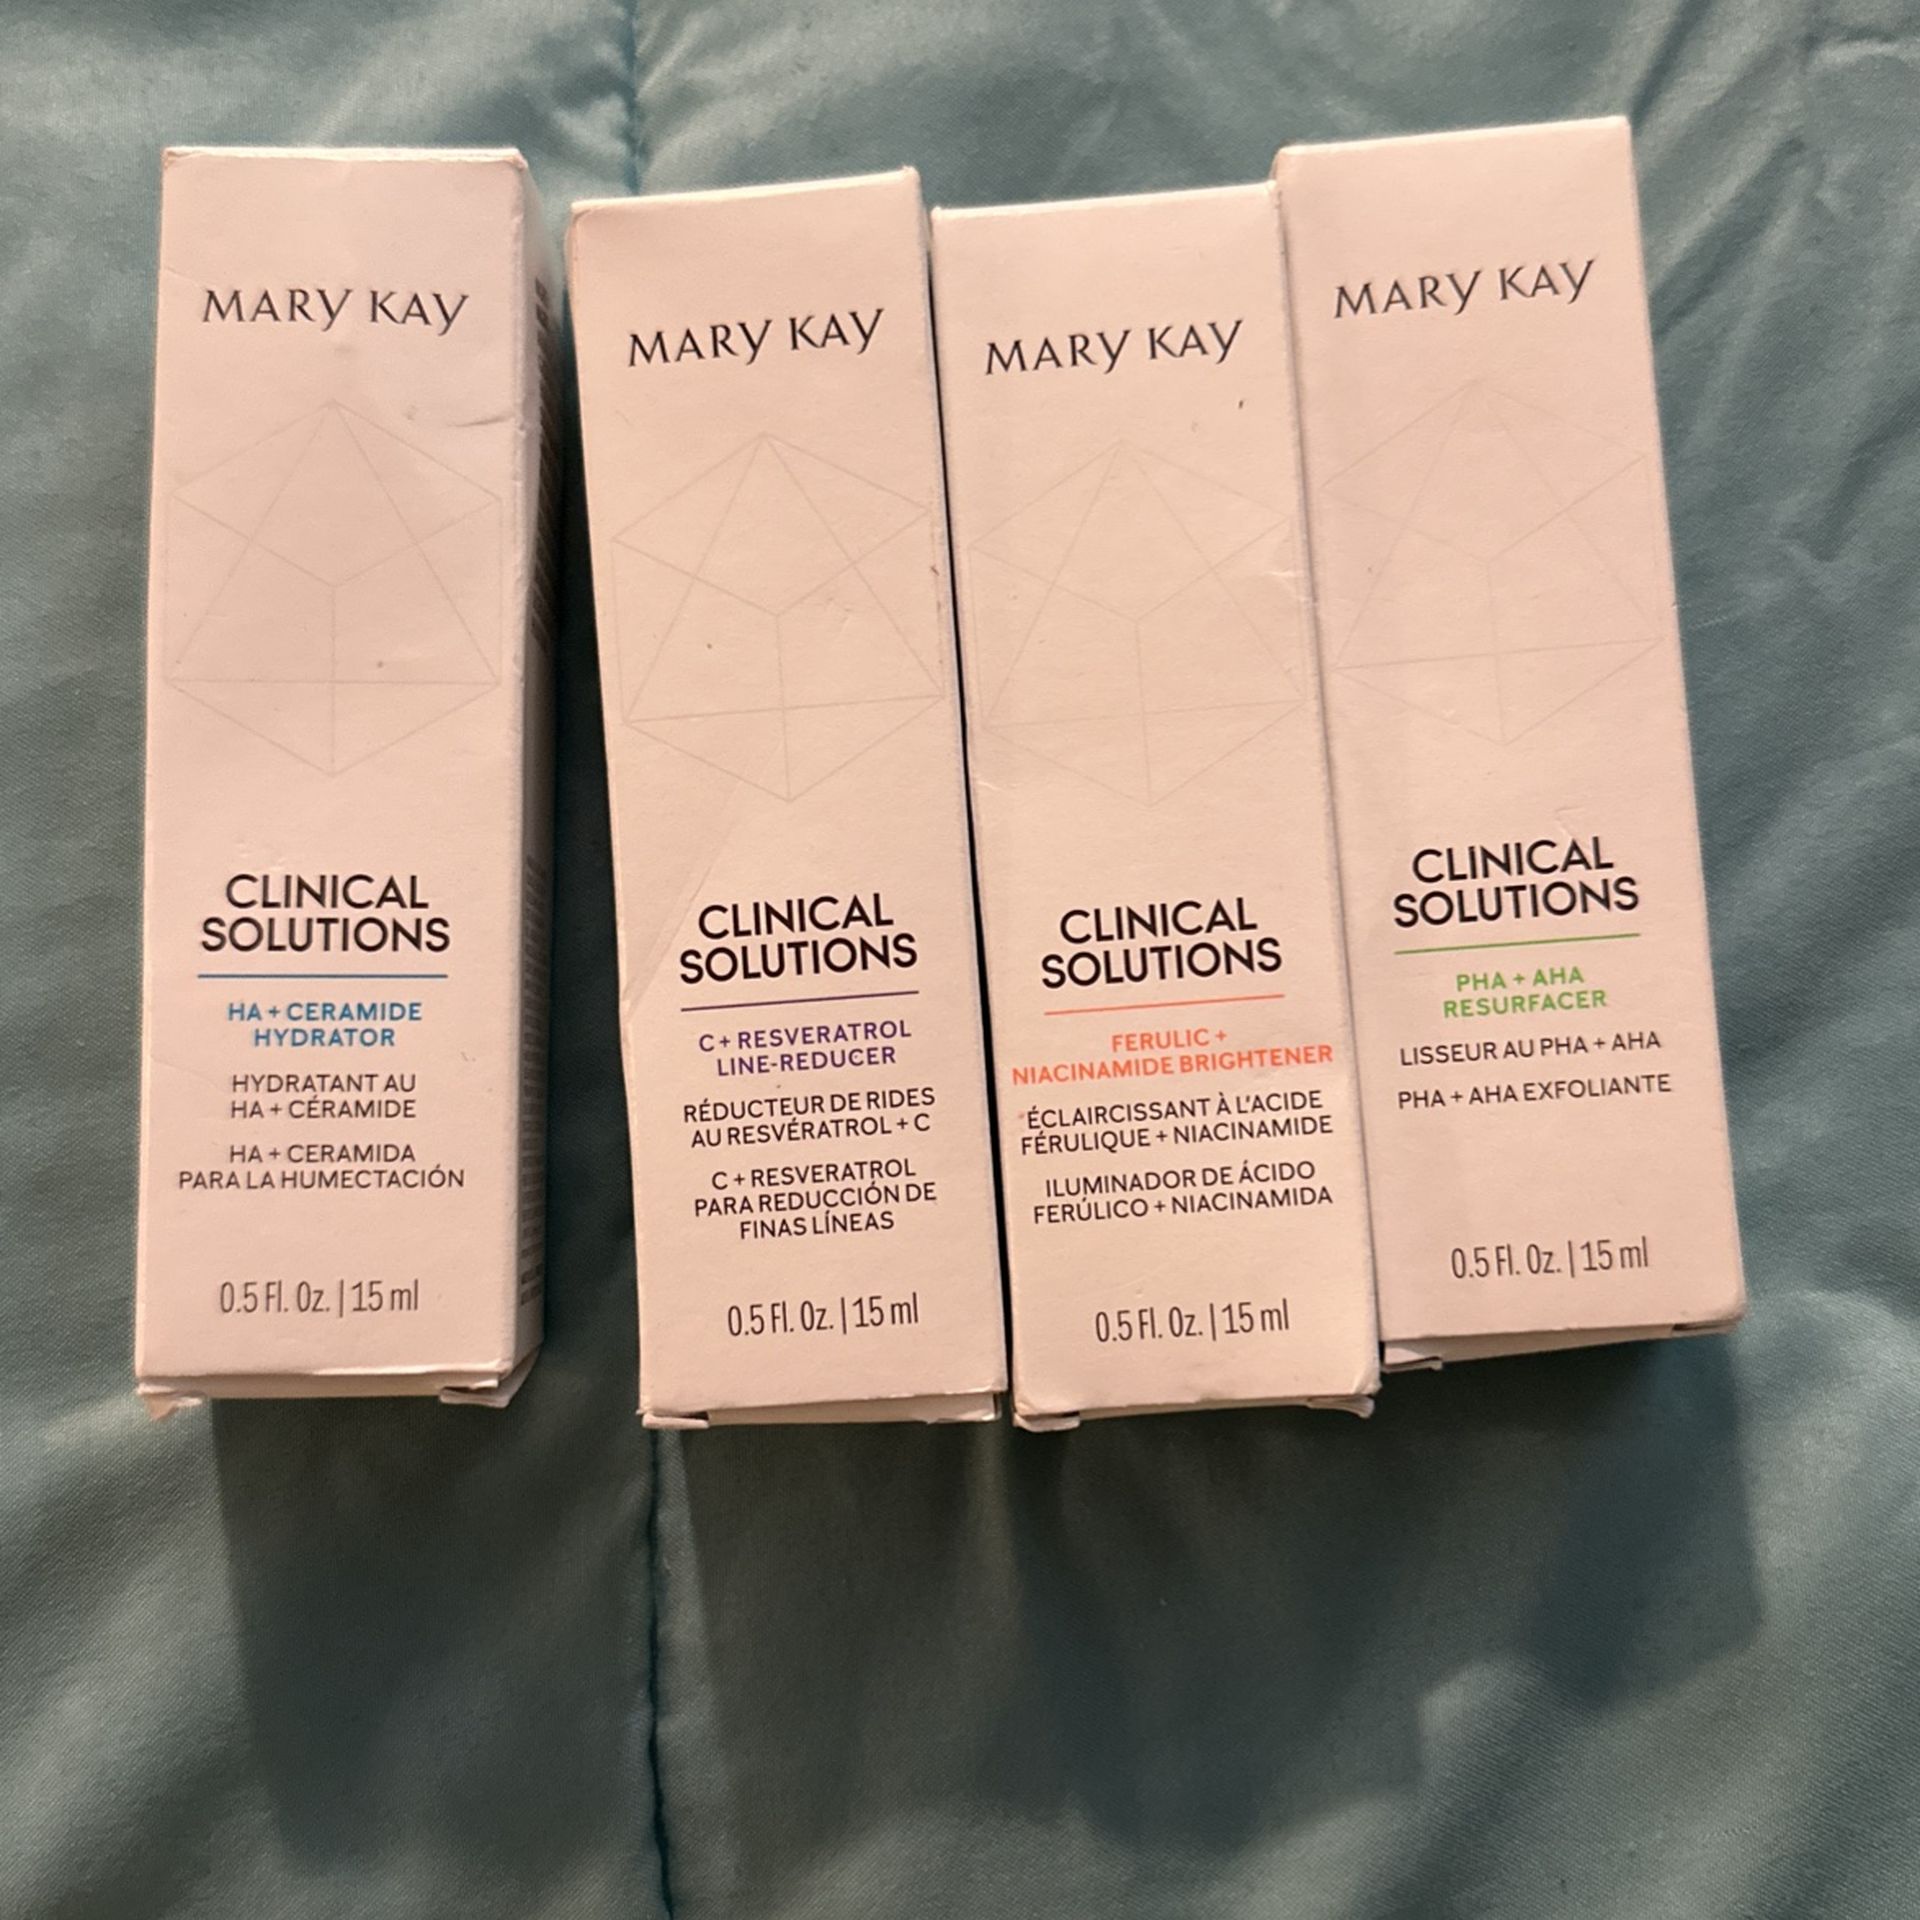 MARY KAY
CLINICAL
SOLUTIONS
HA + CERAMIDE
HYDRATOR
HYDRATANT AU
HA + CÉRAMIDE
HA + CERAMIDA
PARA LA HUMECTACIÓN
0.5 Fl. Oz. | 15 ml
MARY KAY
CLINICAL
SOLUTIONS
C + RESVERATROL
LINE-REDUCER
RÉDUCTEUR DE RIDES
AU RESVÉRATROL + C
C + RESVERATROL
PARA REDUCCIÓN DE
FINAS LÍNEAS
0.5 Fl. Oz. | 15 ml
MARY KAY
CLINICAL
SOLUTIONS
FERULIC +
NIACINAMIDE BRIGHTENER
ÉCLAIRCISSANT À L'ACIDE
FÉRULIQUE + NIACINAMIDE
ILUMINADOR DE ÁCIDO
FERÚLICO + NIACINAMIDA
0.5 Fl. Oz. | 15 ml
MARY KAY
CLINICAL
SOLUTIONS
PHA + AHA
RESURFACER
LISSEUR AU PHA + AHA
PHA + AHA EXFOLIANTE
0.5 Fl. Oz. | 15 ml